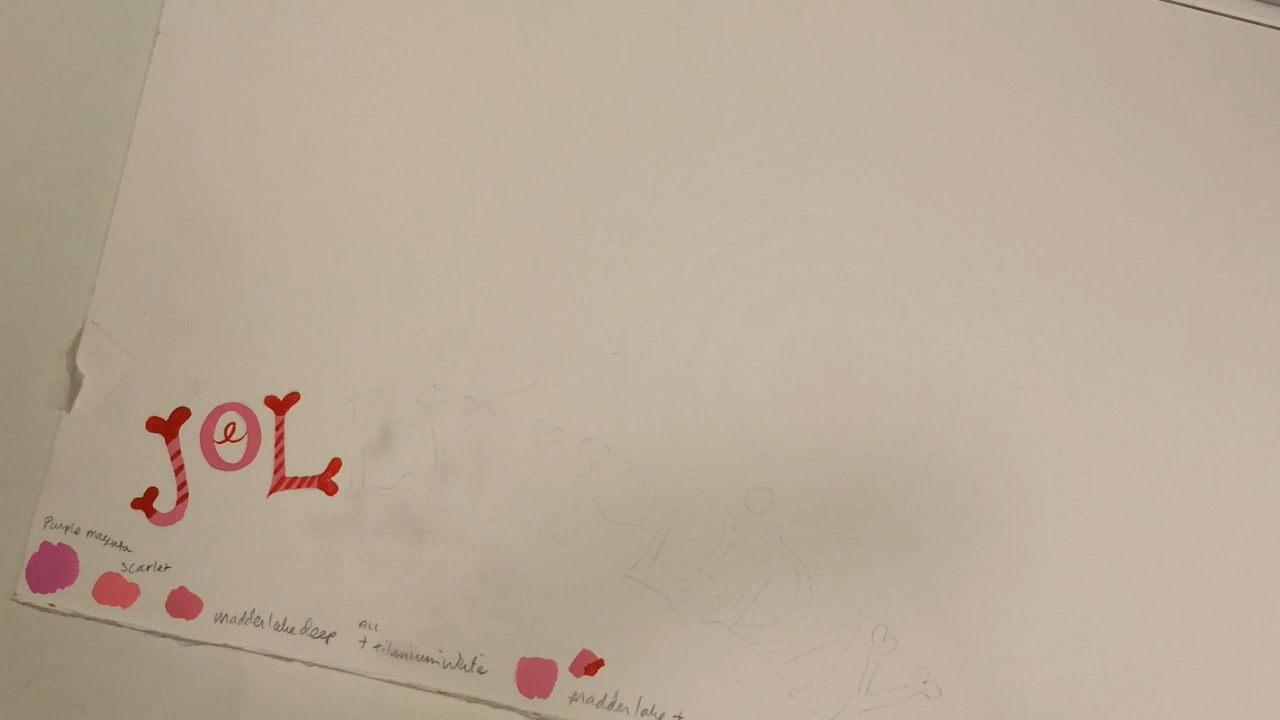 JOL
Purple magenta
scarlet
madder lake deep
ALL
+ titanium white
madder lake +